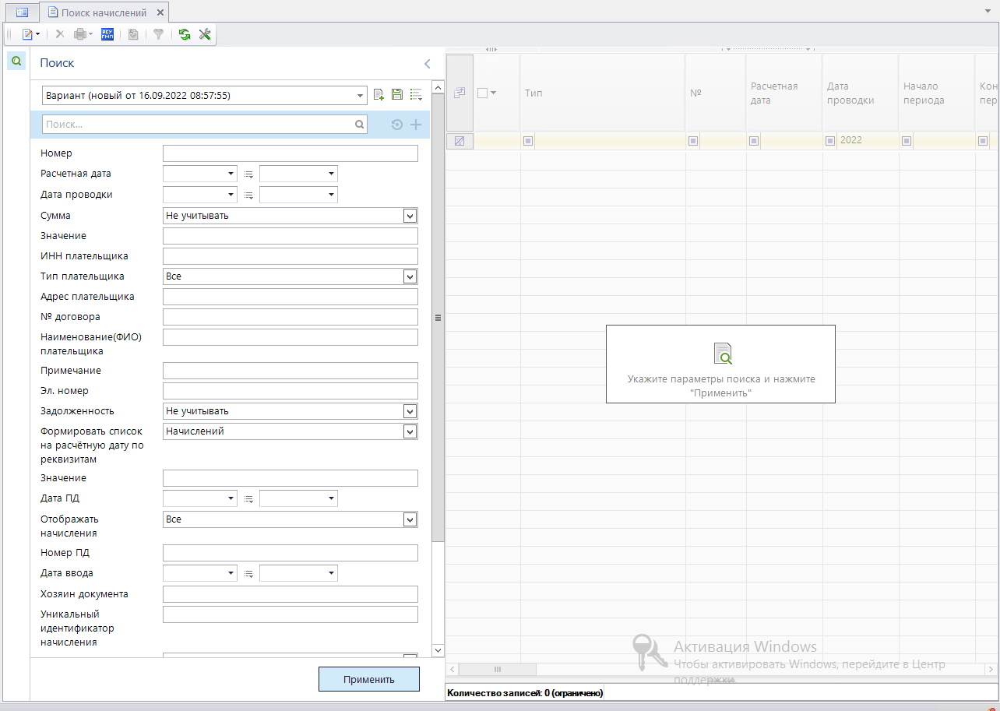 Поиск начислений
РСУ
ГМП
Поиск
Вариант (новый от 16.09.2022 08:57:55)
Поиск...
Номер
Расчетная дата
Дата проводки
Сумма
Не учитывать
Значение
ИНН плательщика
Тип плательщика
Все
Адрес плательщика
№ договора
Наименование(ФИО)
плательщика
Примечание
Эл. номер
Задолженность
Не учитывать
Формировать список
на расчётную дату по
реквизитам
Начислений
Значение
Дата ПД
Отображать
начисления
Все
Номер ПД
Дата ввода
Хозяин документа
Уникальный
идентификатор
начисления
Применить
Тип
№
Расчетная
дата
Дата
проводки
Начало
периода
Кон
пер
2022
Укажите параметры поиска и нажмите
"Применить"
Активация Windows
Чтобы активировать Windows, перейдите в Центр
поддержки.
Количество записей: 0 (ограничено)